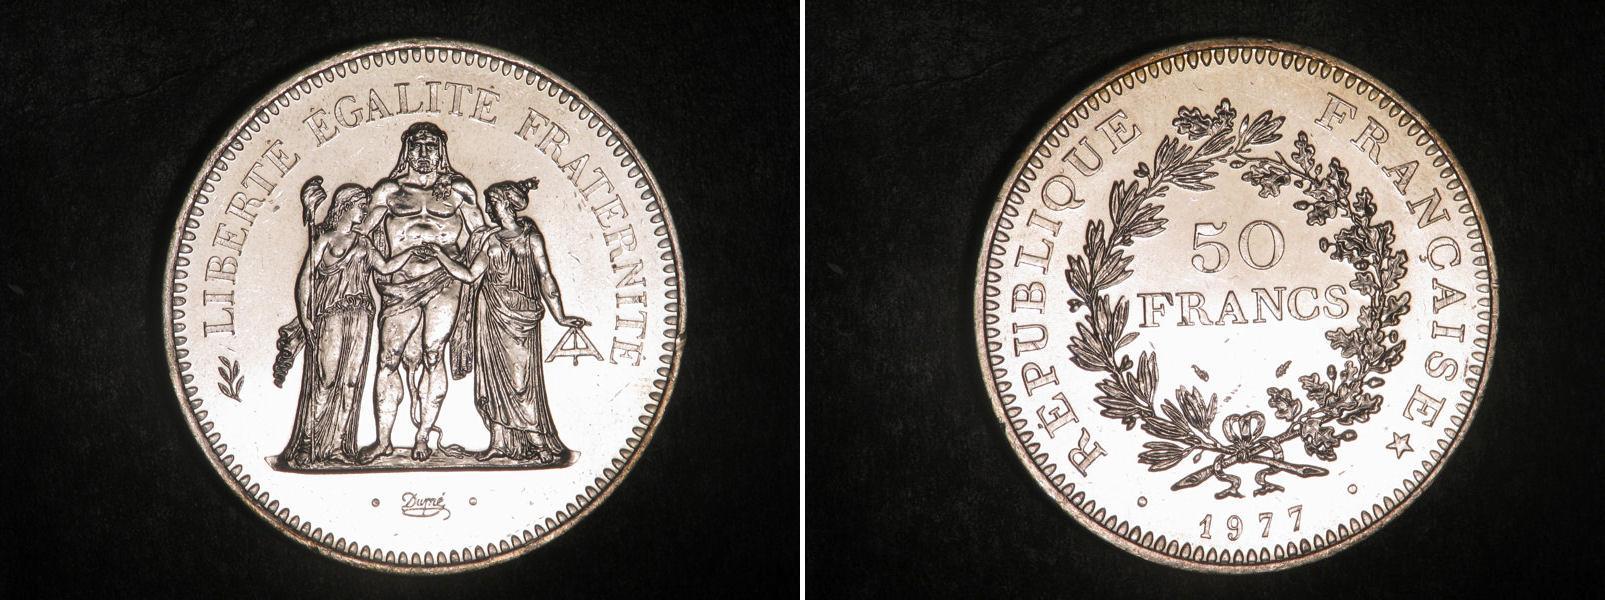 LIBERTÉ ÉGALITÉ FRATERNITÉ
Dupré
RÉPUBLIQUE FRANÇAISE
50
FRANCS
1977